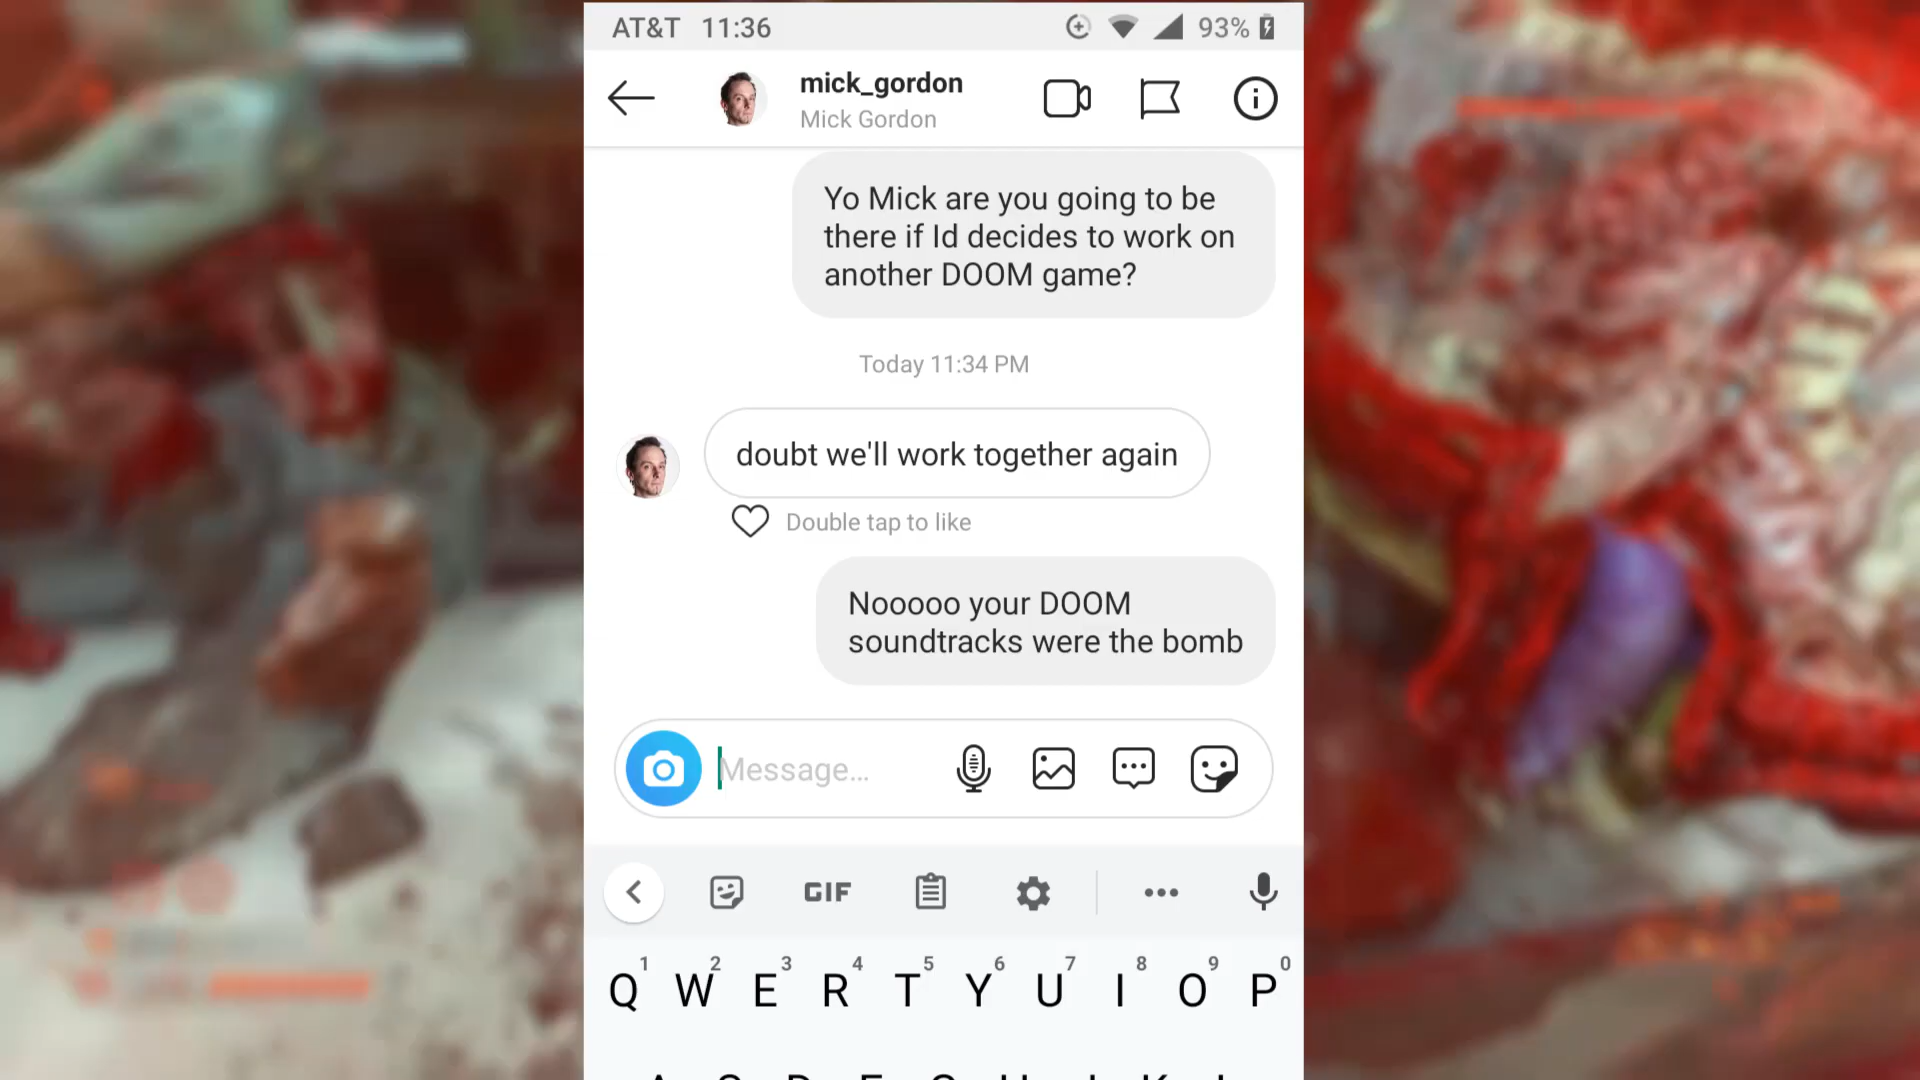 AT&T 11:36 93%
mick_gordon
Mick Gordon
Yo Mick are you going to be
there if Id decides to work on
another DOOM game?
Today 11:34 PM
doubt we'll work together again
Double tap to like
Nooooo your DOOM
soundtracks were the bomb
Message...
GIF
1 2 3 4 5 6 7 8 9 0
Q W E R T Y U I O P